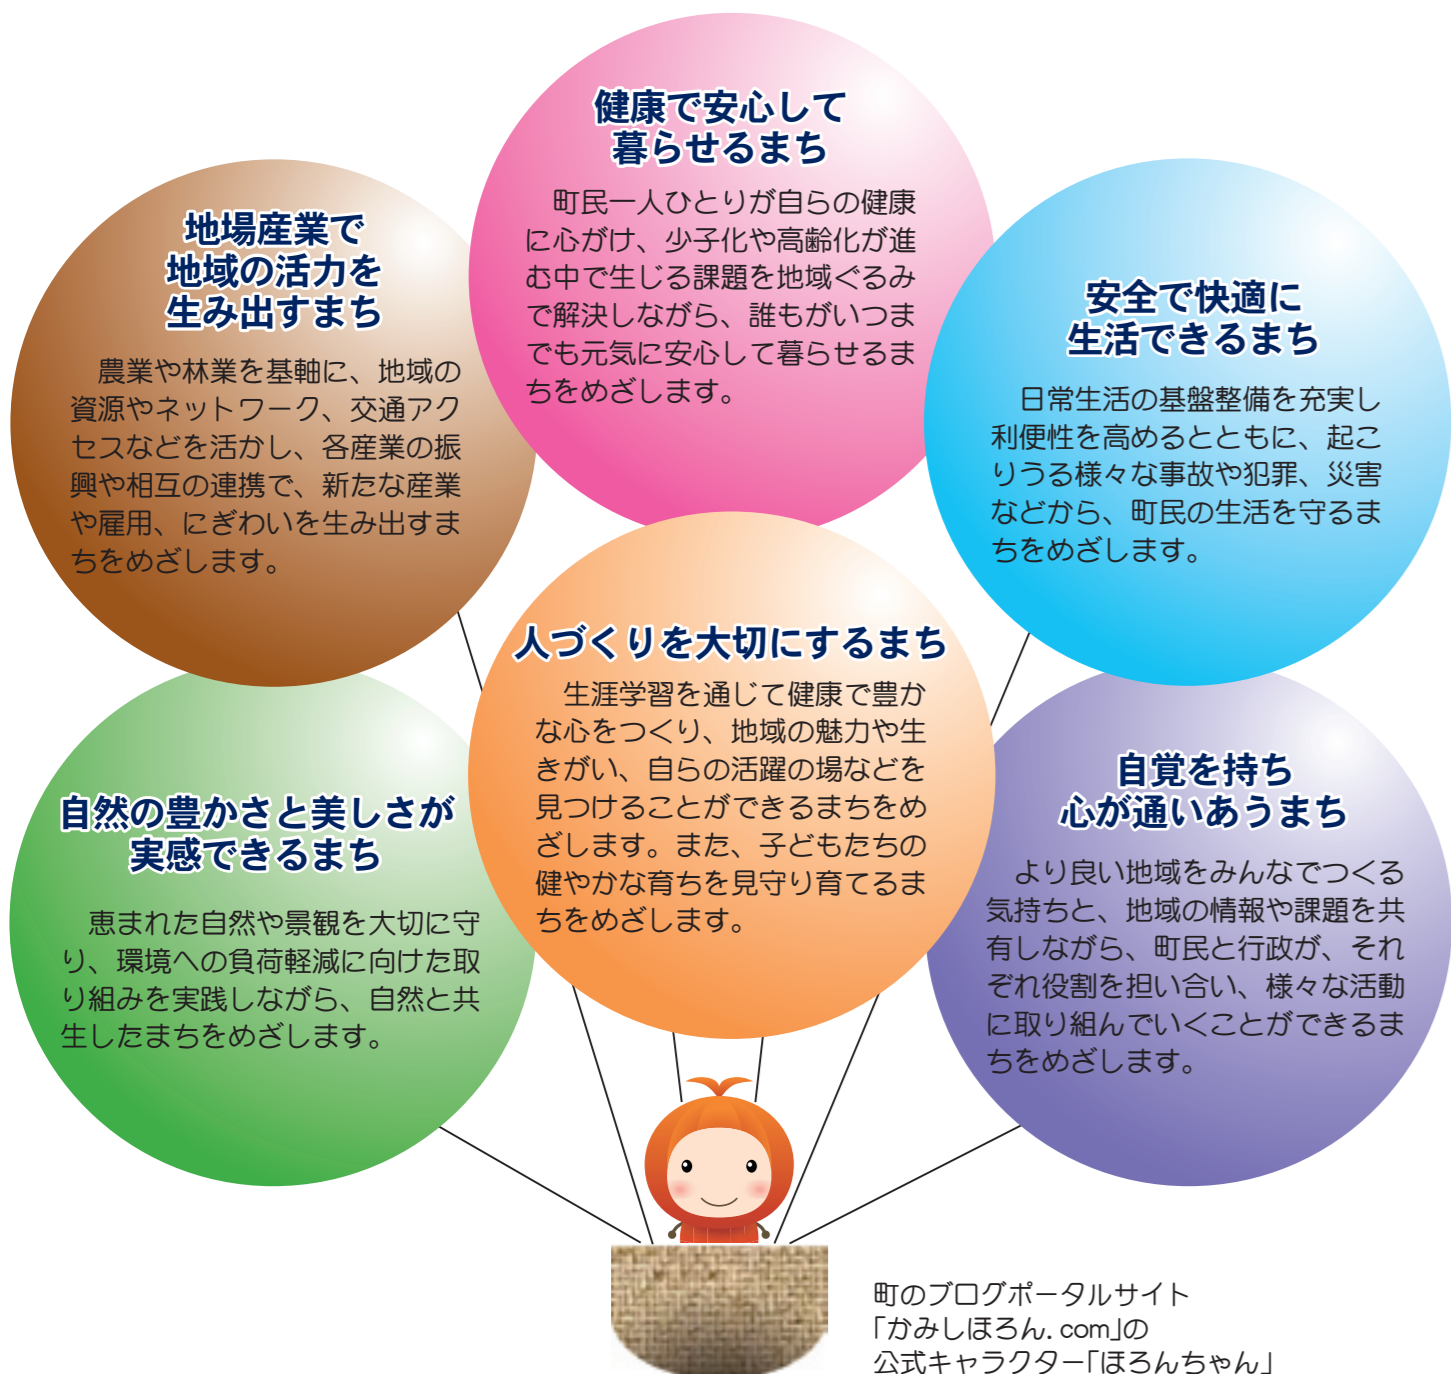 健康で安心して
暮らせるまち
　町民一人ひとりが自らの健康
に心がけ、少子化や高齢化が進
む中で生じる課題を地域ぐるみ
で解決しながら、誰もがいつま
でも元気に安心して暮らせるま
ちをめざします。
地場産業で
地域の活力を
生み出すまち
　農業や林業を基軸に、地域の
資源やネットワーク、交通アク
セスなどを活かし、各産業の振
興や相互の連携で、新たな産業
や雇用、にぎわいを生み出すま
ちをめざします。
安全で快適に
生活できるまち
　日常生活の基盤整備を充実し
利便性を高めるとともに、起こ
りうる様々な事故や犯罪、災害
などから、町民の生活を守るま
ちをめざします。
人づくりを大切にするまち
　生涯学習を通じて健康で豊か
な心をつくり、地域の魅力や生
きがい、自らの活躍の場などを
見つけることができるまちをめ
ざします。また、子どもたちの
健やかな育ちを見守り育てるま
ちをめざします。
自然の豊かさと美しさが
実感できるまち
　恵まれた自然や景観を大切に守
り、環境への負荷軽減に向けた取
り組みを実践しながら、自然と共
生したまちをめざします。
自覚を持ち
心が通いあうまち
　より良い地域をみんなでつくる
気持ちと、地域の情報や課題を共
有しながら、町民と行政が、それ
ぞれ役割を担い合い、様々な活動
に取り組んでいくことができるま
ちをめざします。
町のブログポータルサイト
「かみしほろん．com」の
公式キャラクター「ほろんちゃん」